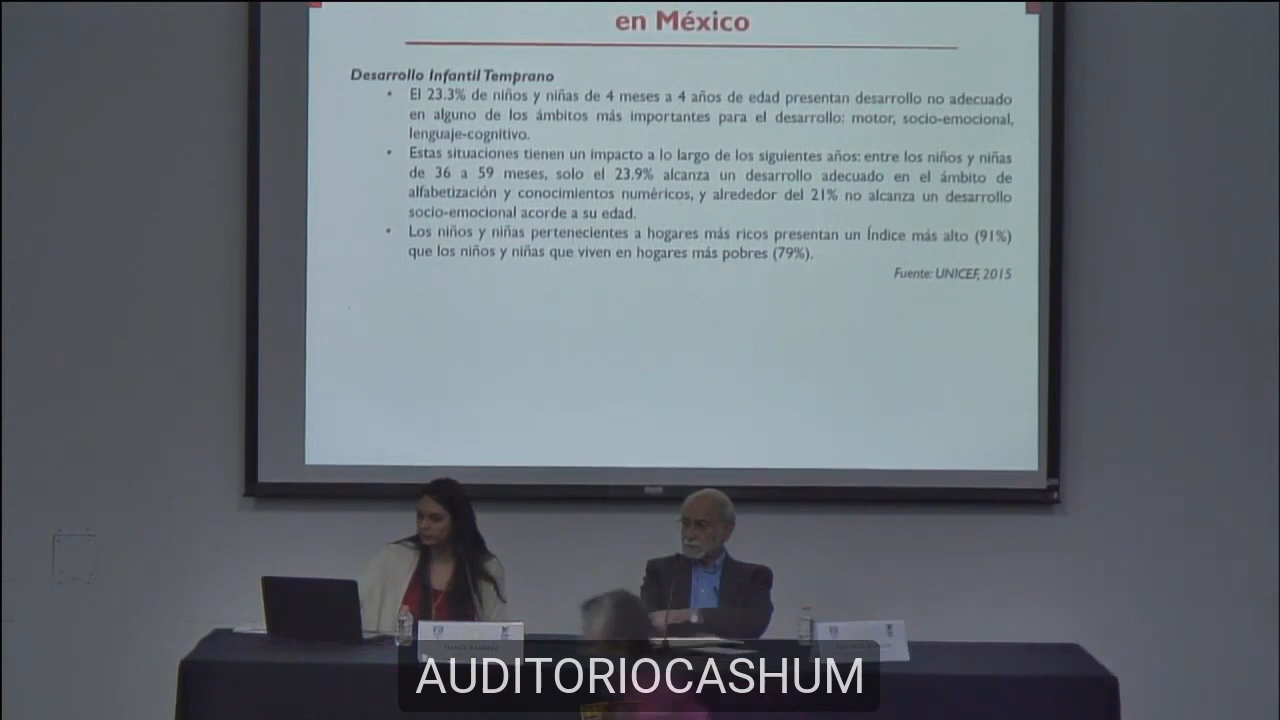 en México
Desarrollo Infantil Temprano
• El 23.3% de niños y niñas de 4 meses a 4 años de edad presentan desarrollo no adecuado
en alguno de los ámbitos más importantes para el desarrollo: motor, socio-emocional,
lenguaje-cognitivo.
• Estas situaciones tienen un impacto a lo largo de los siguientes años: entre los niños y niñas
de 36 a 59 meses, solo el 23.9% alcanza un desarrollo adecuado en el ámbito de
alfabetización y conocimientos numéricos, y alrededor del 21% no alcanza un desarrollo
socio-emocional acorde a su edad.
• Los niños y niñas pertenecientes a hogares más ricos presentan un Índice más alto (91%)
que los niños y niñas que viven en hogares más pobres (79%).
Fuente: UNICEF, 2015
AUDITORIOCASHUM